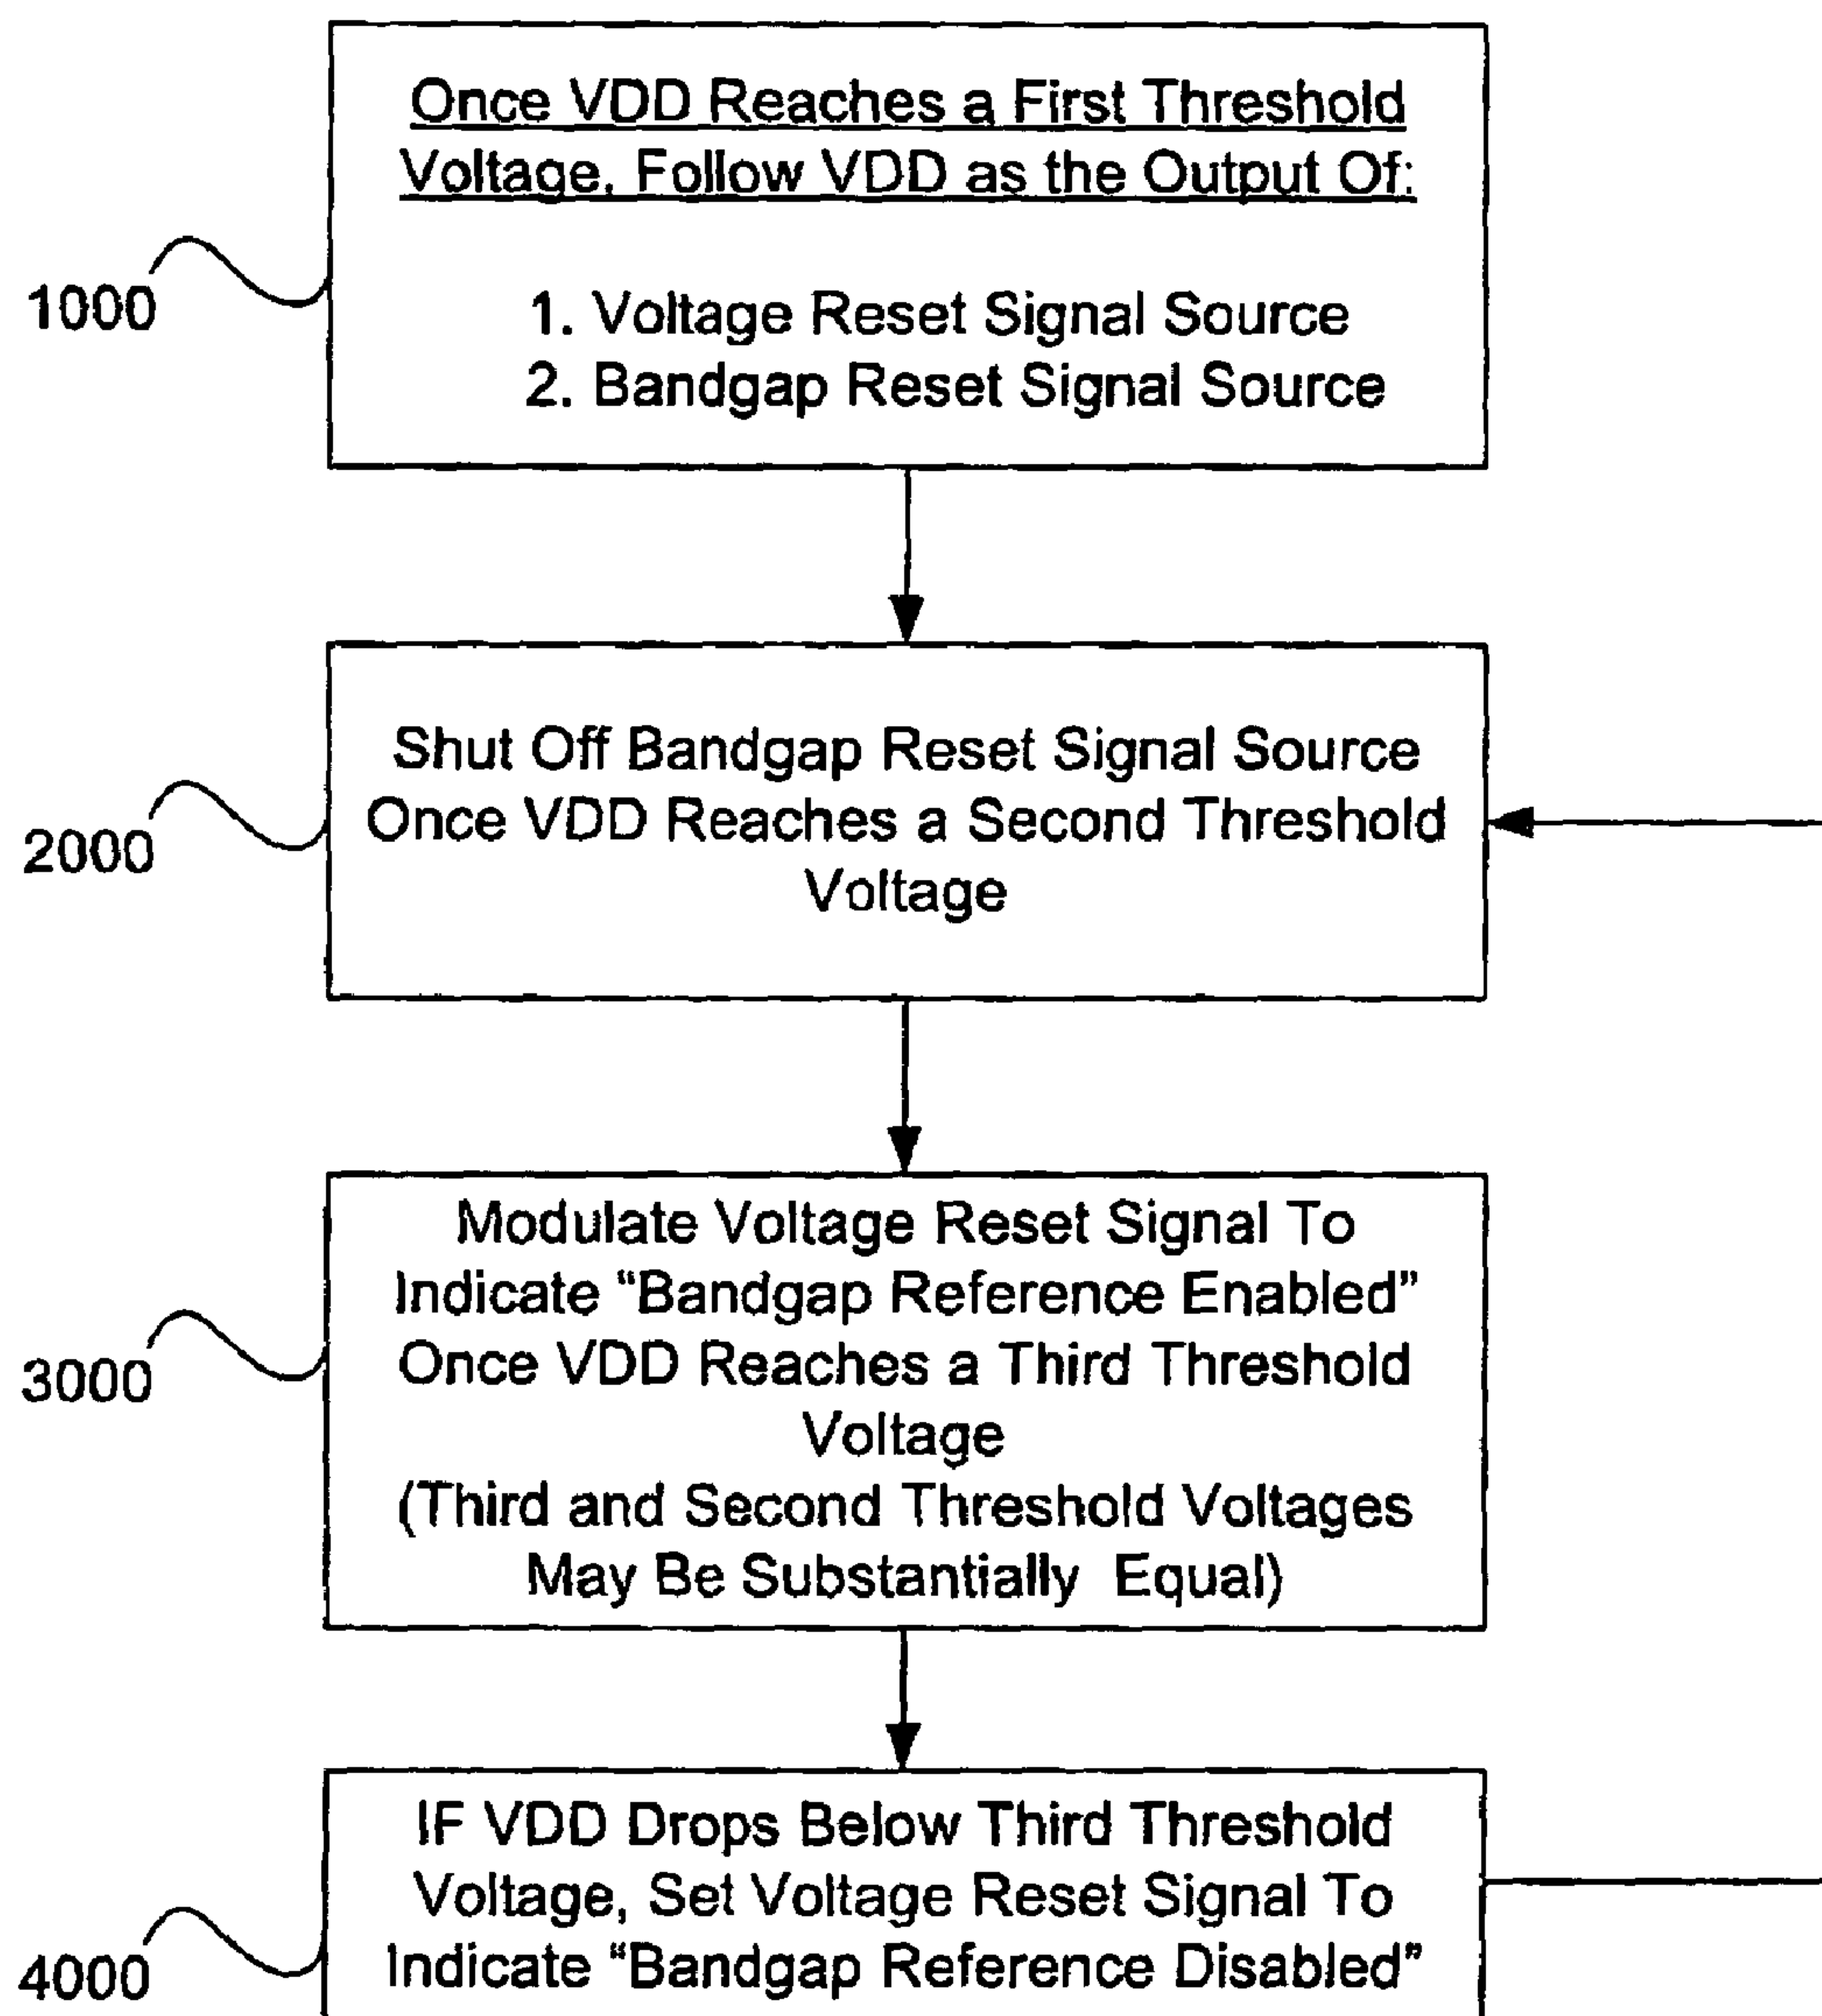 Once VDD Reaches a First Threshold
Voltage, Follow VDD as the Output Of:
1. Voltage Reset Signal Source
2. Bandgap Reset Signal Source
1000
Shut Off Bandgap Reset Signal Source
Once VDD Reaches a Second Threshold
Voltage
2000
Modulate Voltage Reset Signal To
Indicate “Bandgap Reference Enabled”
Once VDD Reaches a Third Threshold
Voltage
(Third and Second Threshold Voltages
May Be Substantially Equal)
3000
IF VDD Drops Below Third Threshold
Voltage, Set Voltage Reset Signal To
Indicate “Bandgap Reference Disabled”
4000